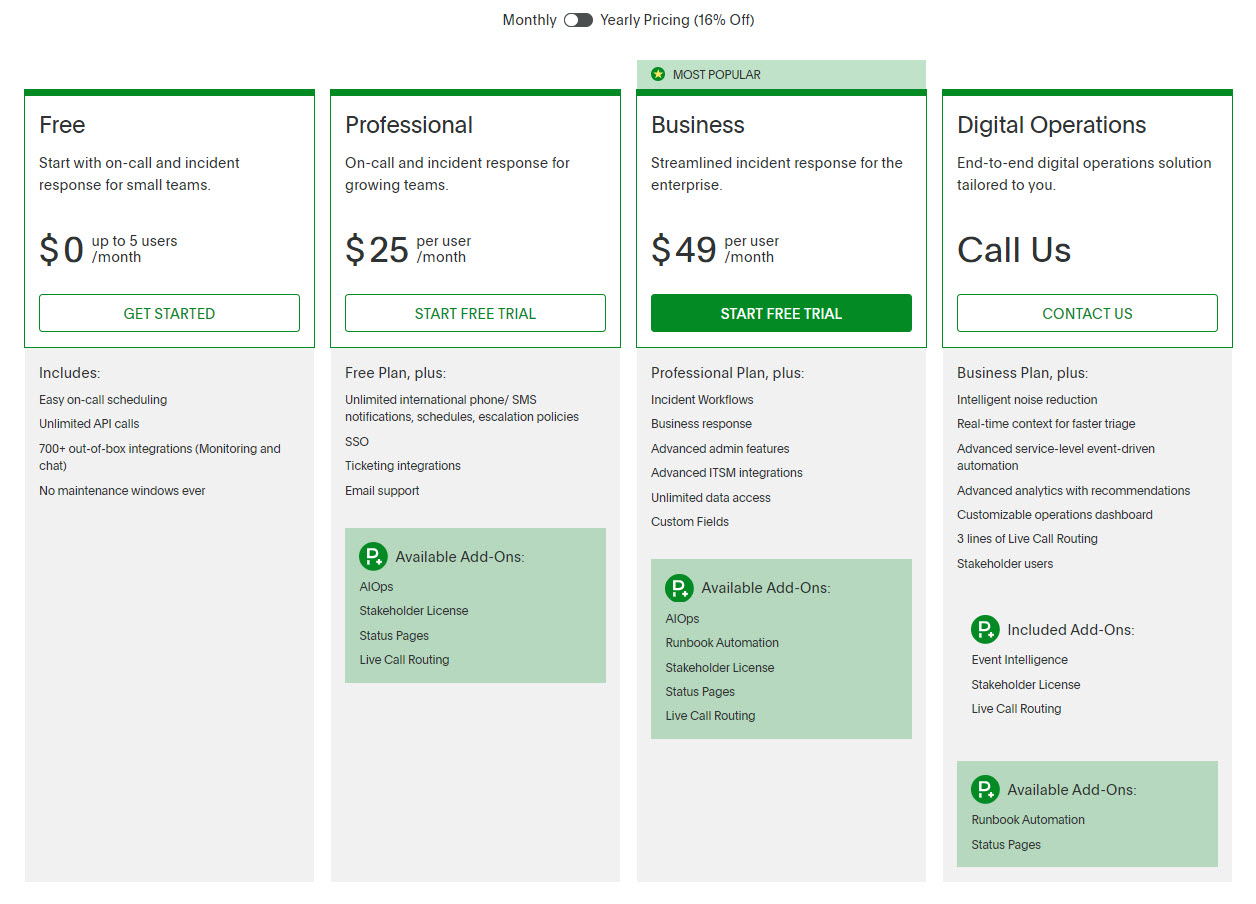 Monthly Yearly Pricing (16% Off)
Free
Start with on-call and incident
response for small teams.
$0 up to 5 users
/month
GET STARTED
Includes:
Easy on-call scheduling
Unlimited API calls
700+ out-of-box integrations (Monitoring and
chat)
No maintenance windows ever
Professional
On-call and incident response for
growing teams.
$25 per user
/month
START FREE TRIAL
Free Plan, plus:
Unlimited international phone/ SMS
notifications, schedules, escalation policies
SSO
Ticketing integrations
Email support
Available Add-Ons:
AIOps
Stakeholder License
Status Pages
Live Call Routing
MOST POPULAR
Business
Streamlined incident response for the
enterprise.
$49 per user
/month
START FREE TRIAL
Professional Plan, plus:
Incident Workflows
Business response
Advanced admin features
Advanced ITSM integrations
Unlimited data access
Custom Fields
Available Add-Ons:
AIOps
Runbook Automation
Stakeholder License
Status Pages
Live Call Routing
Digital Operations
End-to-end digital operations solution
tailored to you.
Call Us
CONTACT US
Business Plan, plus:
Intelligent noise reduction
Real-time context for faster triage
Advanced service-level event-driven
automation
Advanced analytics with recommendations
Customizable operations dashboard
3 lines of Live Call Routing
Stakeholder users
Included Add-Ons:
Event Intelligence
Stakeholder License
Live Call Routing
Available Add-Ons:
Runbook Automation
Status Pages